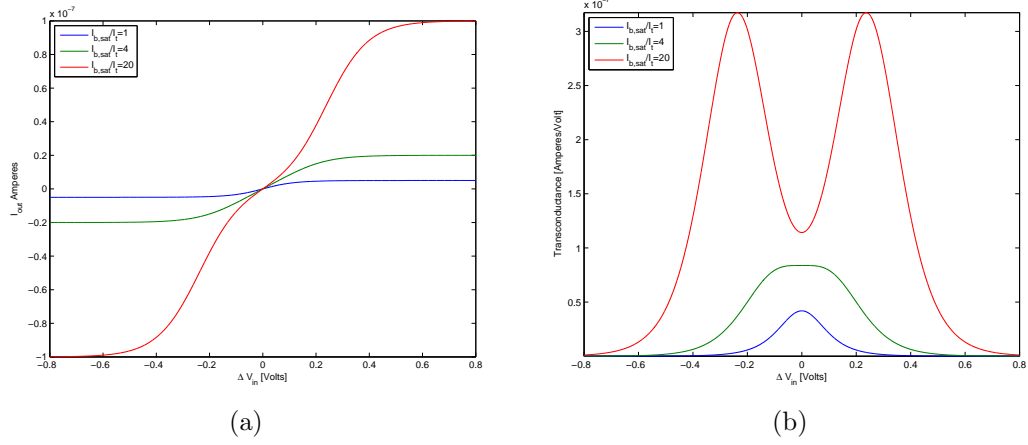 x 10⁻⁷
1
0.8
0.6
0.4
0.2
0
−0.2
−0.4
−0.6
−0.8
−1
I_out Amperes
I_b,sat/I_t=1
I_b,sat/I_t=4
I_b,sat/I_t=20
−0.8 −0.6 −0.4 −0.2 0 0.2 0.4 0.6 0.8
Δ V_in [Volts]
(a)
x 10
3
2.5
2
1.5
1
0.5
Transconductance [Amperes/Volt]
I_b,sat/I_t=1
I_b,sat/I_t=4
I_b,sat/I_t=20
−0.8 −0.6 −0.4 −0.2 0 0.2 0.4 0.6 0.8
Δ V_in [Volts]
(b)